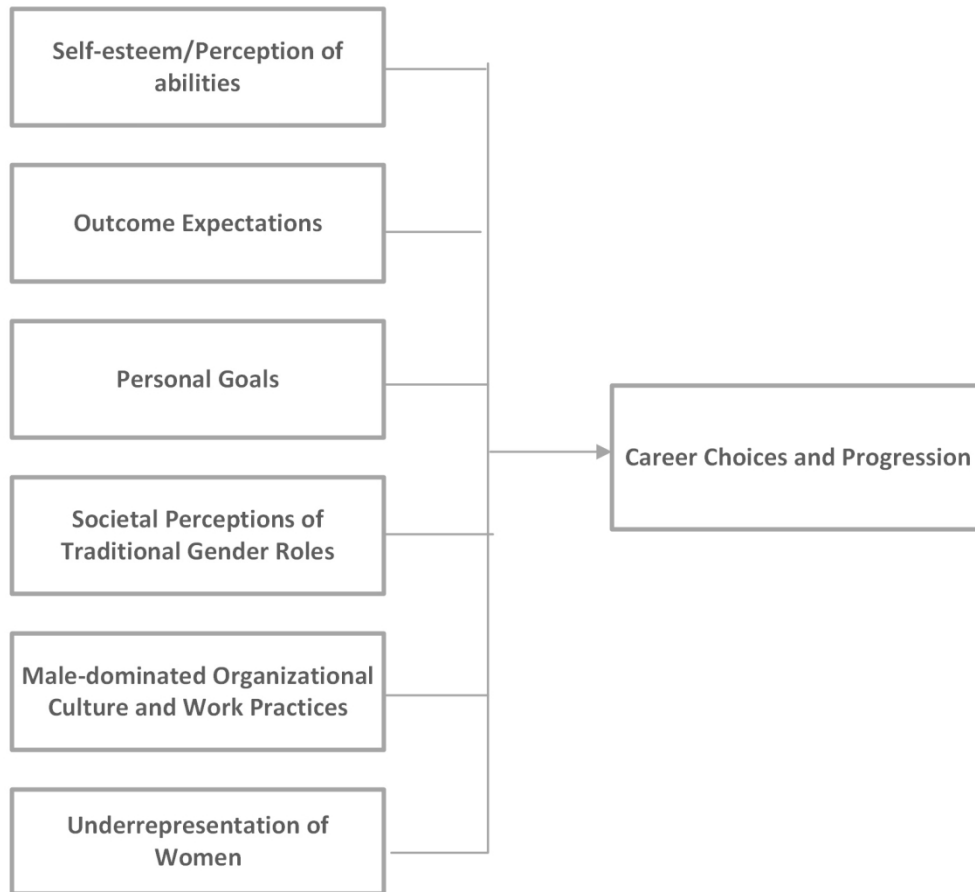 Self-esteem/Perception of
abilities
Outcome Expectations
Personal Goals
Societal Perceptions of
Traditional Gender Roles
Male-dominated Organizational
Culture and Work Practices
Underrepresentation of
Women
Career Choices and Progression